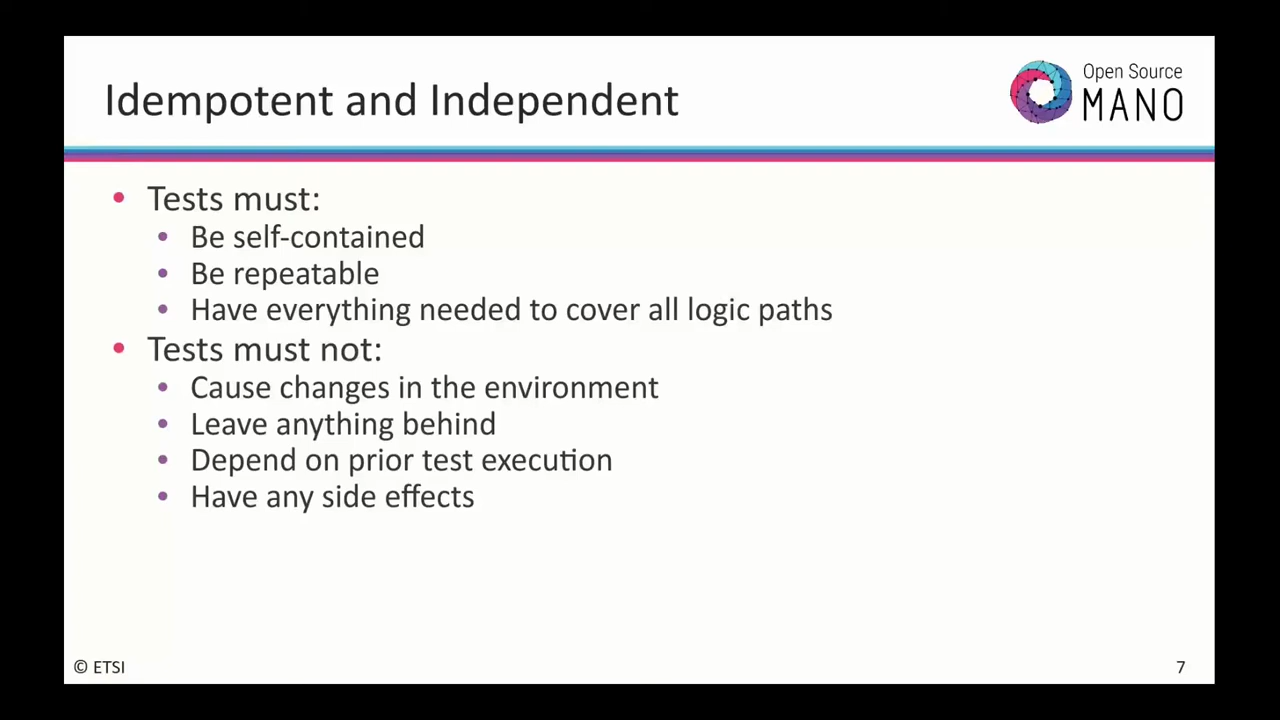 Idempotent and Independent
Open Source
MANO
• Tests must:
• Be self-contained
• Be repeatable
• Have everything needed to cover all logic paths
• Tests must not:
• Cause changes in the environment
• Leave anything behind
• Depend on prior test execution
• Have any side effects
© ETSI
7